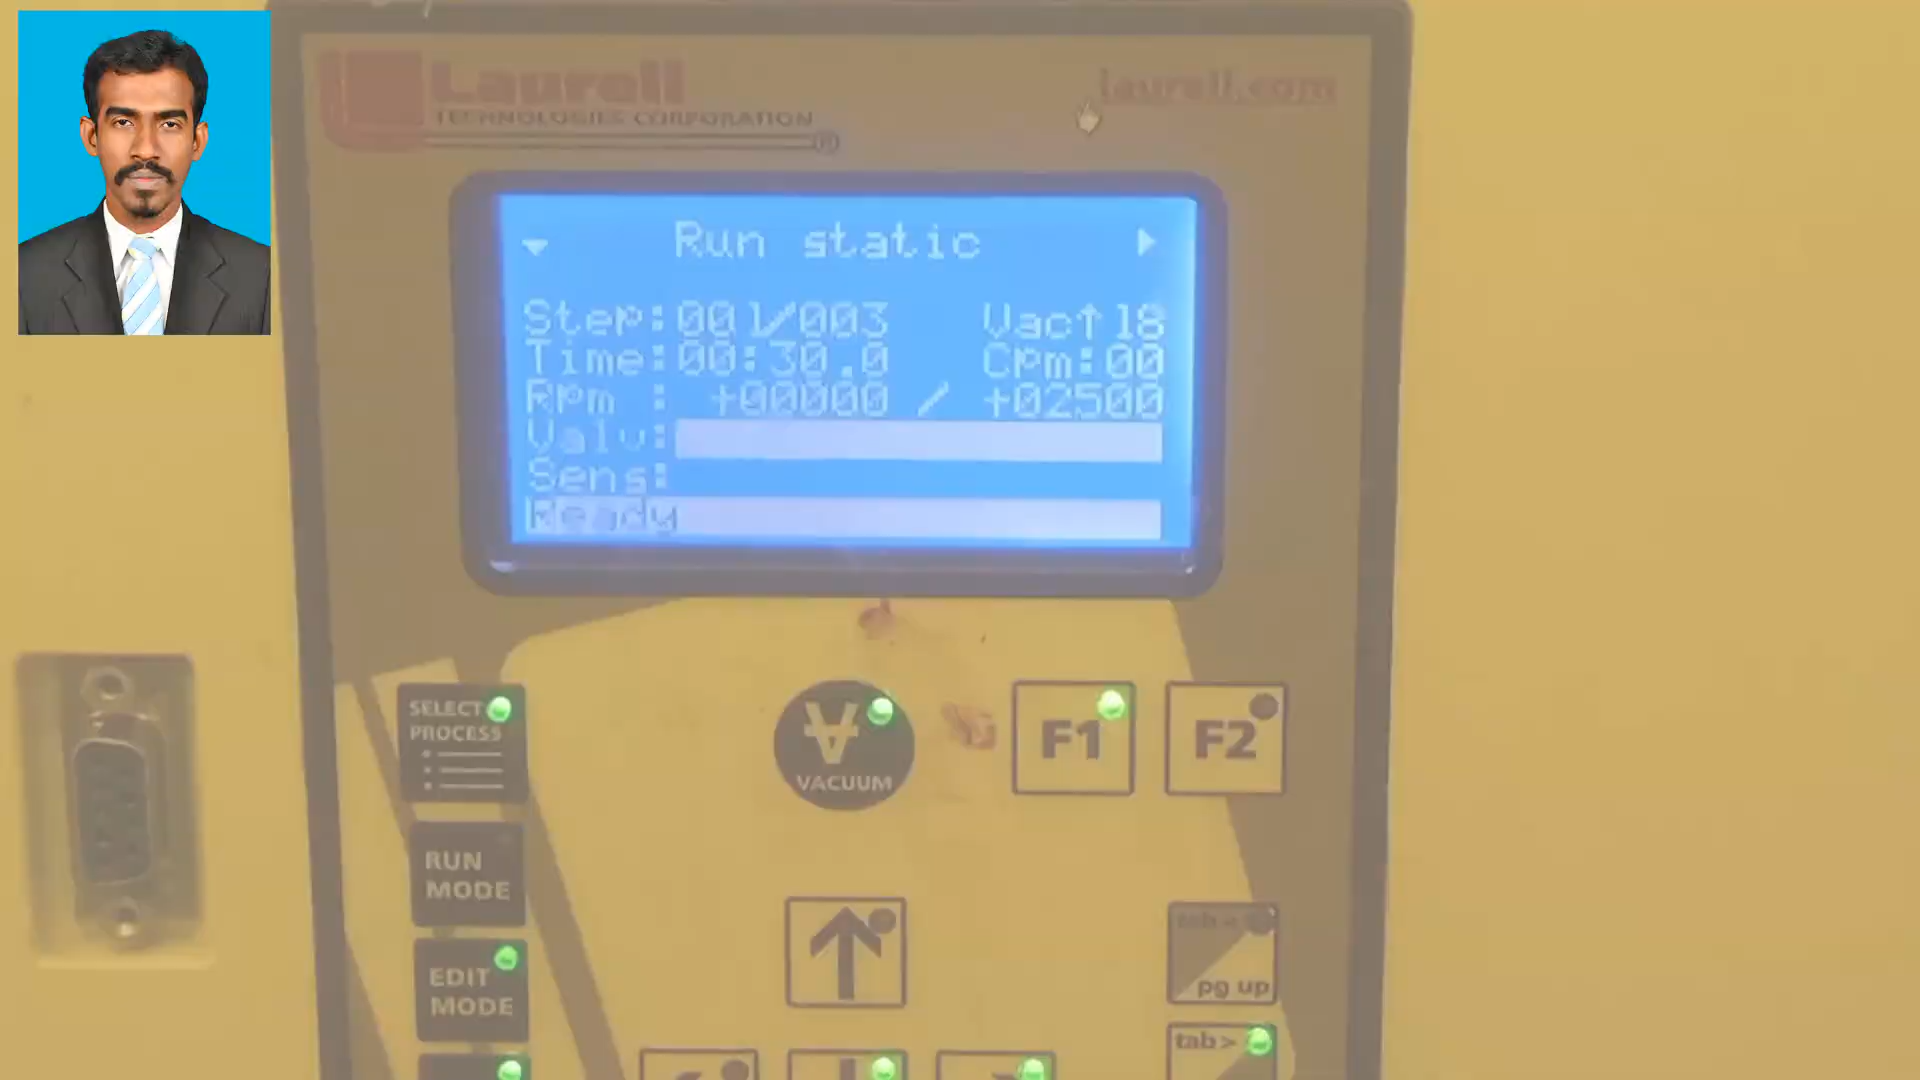 Laurell
TECHNOLOGIES CORPORATION
®
laurell.com
Run static
Step:001/003 Vac↑18
Time:00:30.0 Cpm:00
Rpm : +00000 / +02500
Valv:
Sens:
Ready
SELECT
PROCESS
VACUUM
F1
F2
RUN
MODE
EDIT
MODE
tab <
pg up
tab >